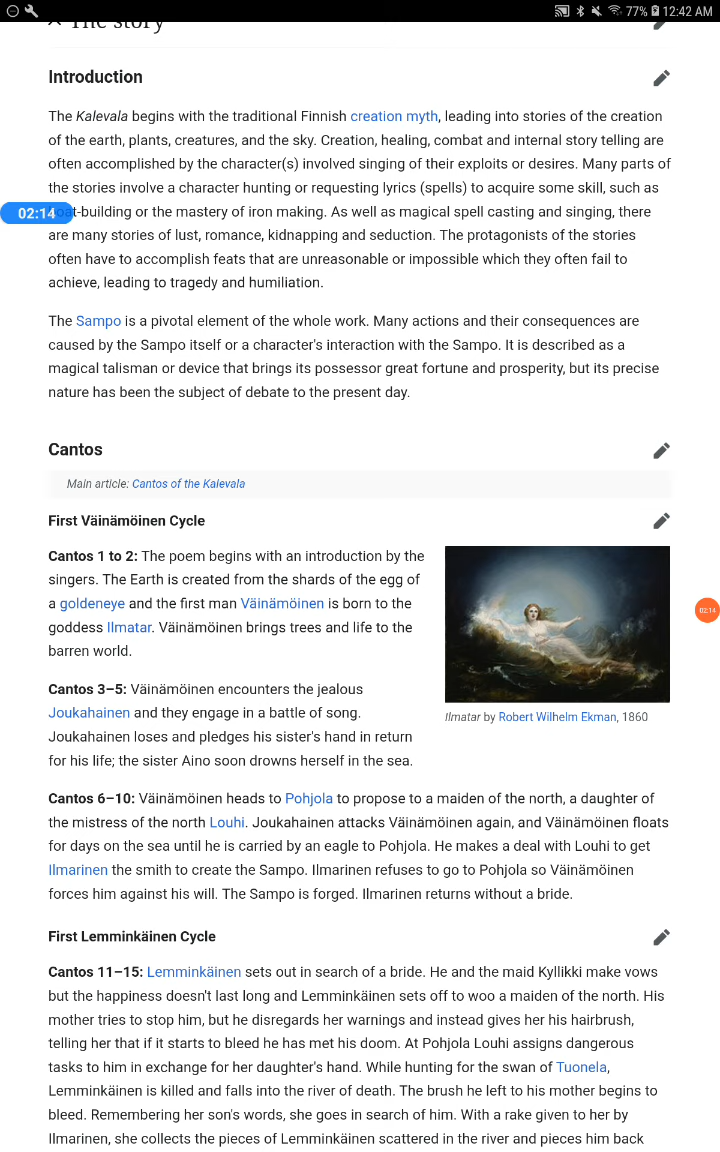 77% 12:42 AM
The story
Introduction
The Kalevala begins with the traditional Finnish creation myth, leading into stories of the creation
of the earth, plants, creatures, and the sky. Creation, healing, combat and internal story telling are
often accomplished by the character(s) involved singing of their exploits or desires. Many parts of
the stories involve a character hunting or requesting lyrics (spells) to acquire some skill, such as
02:14
-building or the mastery of iron making. As well as magical spell casting and singing, there
are many stories of lust, romance, kidnapping and seduction. The protagonists of the stories
often have to accomplish feats that are unreasonable or impossible which they often fail to
achieve, leading to tragedy and humiliation.
The Sampo is a pivotal element of the whole work. Many actions and their consequences are
caused by the Sampo itself or a character's interaction with the Sampo. It is described as a
magical talisman or device that brings its possessor great fortune and prosperity, but its precise
nature has been the subject of debate to the present day.
Cantos
Main article: Cantos of the Kalevala
First Väinämöinen Cycle
Cantos 1 to 2: The poem begins with an introduction by the
singers. The Earth is created from the shards of the egg of
a goldeneye and the first man Väinämöinen is born to the
goddess Ilmatar. Väinämöinen brings trees and life to the
barren world.
02:14
Cantos 3–5: Väinämöinen encounters the jealous
Joukahainen and they engage in a battle of song.
Joukahainen loses and pledges his sister's hand in return
for his life; the sister Aino soon drowns herself in the sea.
Ilmatar by Robert Wilhelm Ekman, 1860
Cantos 6–10: Väinämöinen heads to Pohjola to propose to a maiden of the north, a daughter of
the mistress of the north Louhi. Joukahainen attacks Väinämöinen again, and Väinämöinen floats
for days on the sea until he is carried by an eagle to Pohjola. He makes a deal with Louhi to get
Ilmarinen the smith to create the Sampo. Ilmarinen refuses to go to Pohjola so Väinämöinen
forces him against his will. The Sampo is forged. Ilmarinen returns without a bride.
First Lemminkäinen Cycle
Cantos 11–15: Lemminkäinen sets out in search of a bride. He and the maid Kyllikki make vows
but the happiness doesn't last long and Lemminkäinen sets off to woo a maiden of the north. His
mother tries to stop him, but he disregards her warnings and instead gives her his hairbrush,
telling her that if it starts to bleed he has met his doom. At Pohjola Louhi assigns dangerous
tasks to him in exchange for her daughter's hand. While hunting for the swan of Tuonela,
Lemminkäinen is killed and falls into the river of death. The brush he left to his mother begins to
bleed. Remembering her son's words, she goes in search of him. With a rake given to her by
Ilmarinen, she collects the pieces of Lemminkäinen scattered in the river and pieces him back